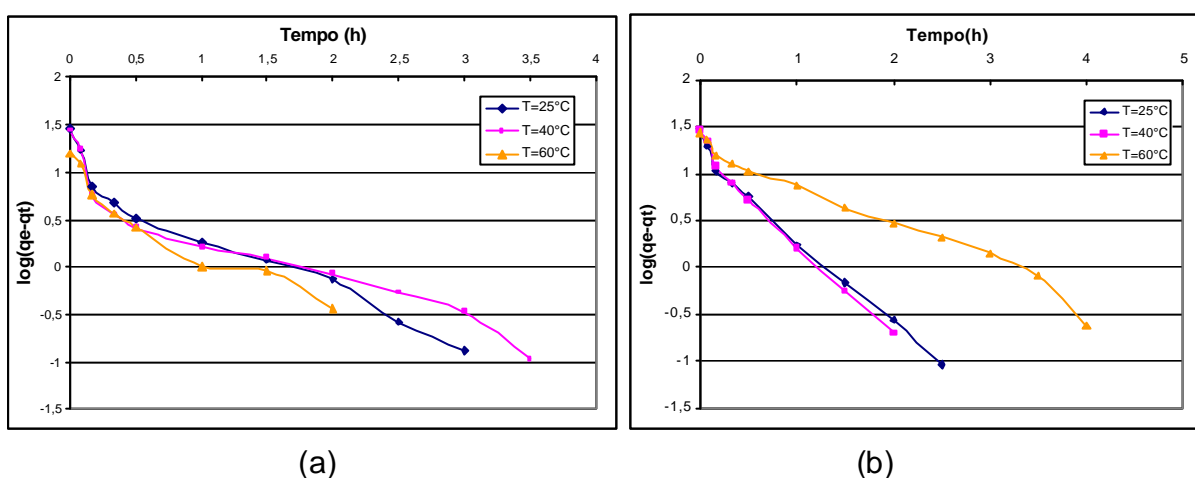 Tempo (h)
0 0,5 1 1,5 2 2,5 3 3,5 4
2
1,5
1
0,5
0
-0,5
-1
-1,5
log(qe-qt)
T=25°C
T=40°C
T=60°C
(a)
Tempo(h)
0 1 2 3 4 5
2
1,5
1
0,5
0
-0,5
-1
-1,5
log(qe-qt)
T=25°C
T=40°C
T=60°C
(b)